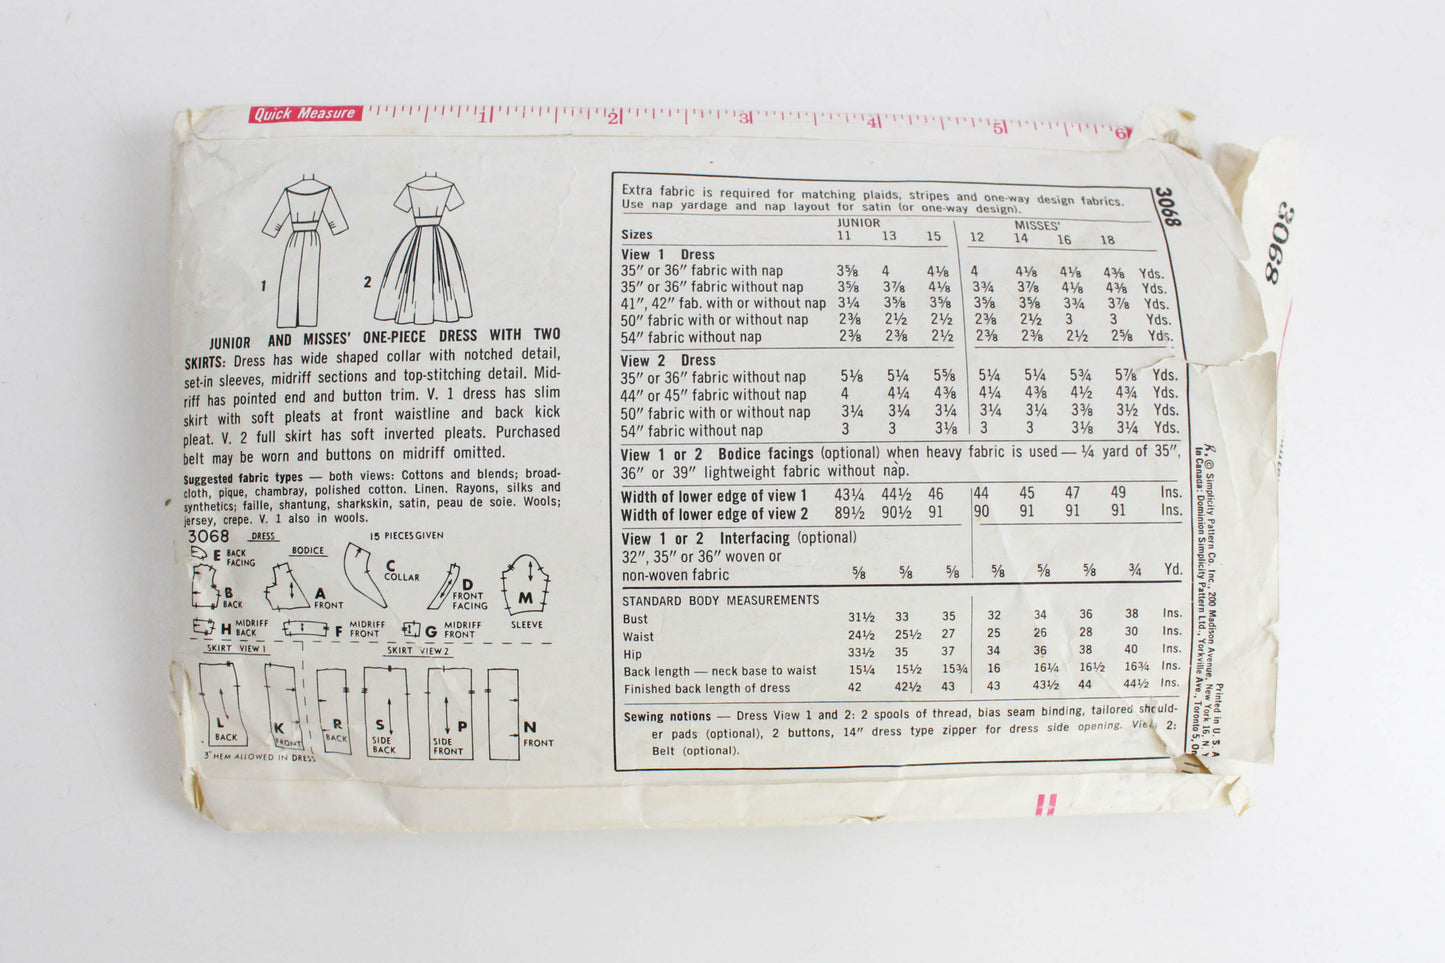 Quick Measure
1 2 3 4 5 6
1 2
JUNIOR AND MISSES' ONE-PIECE DRESS WITH TWO
SKIRTS: Dress has wide shaped collar with notched detail,
set-in sleeves, midriff sections and top-stitching detail. Mid-
riff has pointed end and button trim. V. 1 dress has slim
skirt with soft pleats at front waistline and back kick
pleat. V. 2 full skirt has soft inverted pleats. Purchased
belt may be worn and buttons on midriff omitted.
Suggested fabric types — both views: Cottons and blends; broad-
cloth, pique, chambray, polished cotton. Linen. Rayons, silks and
synthetics; faille, shantung, sharkskin, satin, peau de soie. Wools;
jersey, crepe. V. 1 also in wools.
3068 DRESS 15 PIECES GIVEN
E BACK FACING
BODICE
B BACK
A FRONT
C COLLAR
D FRONT FACING
M
SLEEVE
H MIDRIFF BACK
F MIDRIFF FRONT
G MIDRIFF FRONT
SKIRT VIEW 1
SKIRT VIEW 2
L BACK
K FRONT
R BACK
S SIDE BACK
P SIDE FRONT
N FRONT
3" HEM ALLOWED IN DRESS
Extra fabric is required for matching plaids, stripes and one-way design fabrics.
Use nap yardage and nap layout for satin (or one-way design).
JUNIOR MISSES'
Sizes 11 13 15 12 14 16 18
View 1 Dress
35" or 36" fabric with nap 3⅝ 4 4⅛ 4 4⅛ 4⅛ 4⅜ Yds.
35" or 36" fabric without nap 3⅝ 3⅞ 4⅛ 3¾ 3⅞ 4⅛ 4⅜ Yds.
41", 42" fab. with or without nap 3¼ 3⅝ 3⅝ 3⅝ 3⅝ 3¾ 3⅞ Yds.
50" fabric with or without nap 2⅜ 2½ 2½ 2⅜ 2½ 3 3 Yds.
54" fabric without nap 2⅜ 2⅜ 2½ 2⅜ 2⅜ 2½ 2⅝ Yds.
View 2 Dress
35" or 36" fabric without nap 5⅛ 5¼ 5⅝ 5¼ 5¼ 5¾ 5⅞ Yds.
44" or 45" fabric without nap 4 4¼ 4⅜ 4¼ 4⅜ 4½ 4¾ Yds.
50" fabric with or without nap 3¼ 3¼ 3¼ 3¼ 3¼ 3⅜ 3½ Yds.
54" fabric without nap 3 3 3⅛ 3 3 3⅛ 3¼ Yds.
View 1 or 2 Bodice facings (optional) when heavy fabric is used — ¼ yard of 35",
36" or 39" lightweight fabric without nap.
Width of lower edge of view 1 43¼ 44½ 46 44 45 47 49 Ins.
Width of lower edge of view 2 89½ 90½ 91 90 91 91 91 Ins.
View 1 or 2 Interfacing (optional)
32", 35" or 36" woven or
non-woven fabric ⅝ ⅝ ⅝ ⅝ ⅝ ⅝ ¾ Yd.
STANDARD BODY MEASUREMENTS
Bust 31½ 33 35 32 34 36 38 Ins.
Waist 24½ 25½ 27 25 26 28 30 Ins.
Hip 33½ 35 37 34 36 38 40 Ins.
Back length — neck base to waist 15¼ 15½ 15¾ 16 16¼ 16½ 16¾ Ins.
Finished back length of dress 42 42½ 43 43 43½ 44 44½ Ins.
Sewing notions — Dress View 1 and 2: 2 spools of thread, bias seam binding, tailored should-
er pads (optional), 2 buttons, 14" dress type zipper for dress side opening. View 2:
Belt (optional).
3068
3068
© Simplicity Pattern Co. Inc., 200 Madison Avenue, New York 16, N. Y.
In Canada: Dominion Simplicity Pattern Ltd., Yorkville Ave., Toronto 5, On
Printed in U. S. A